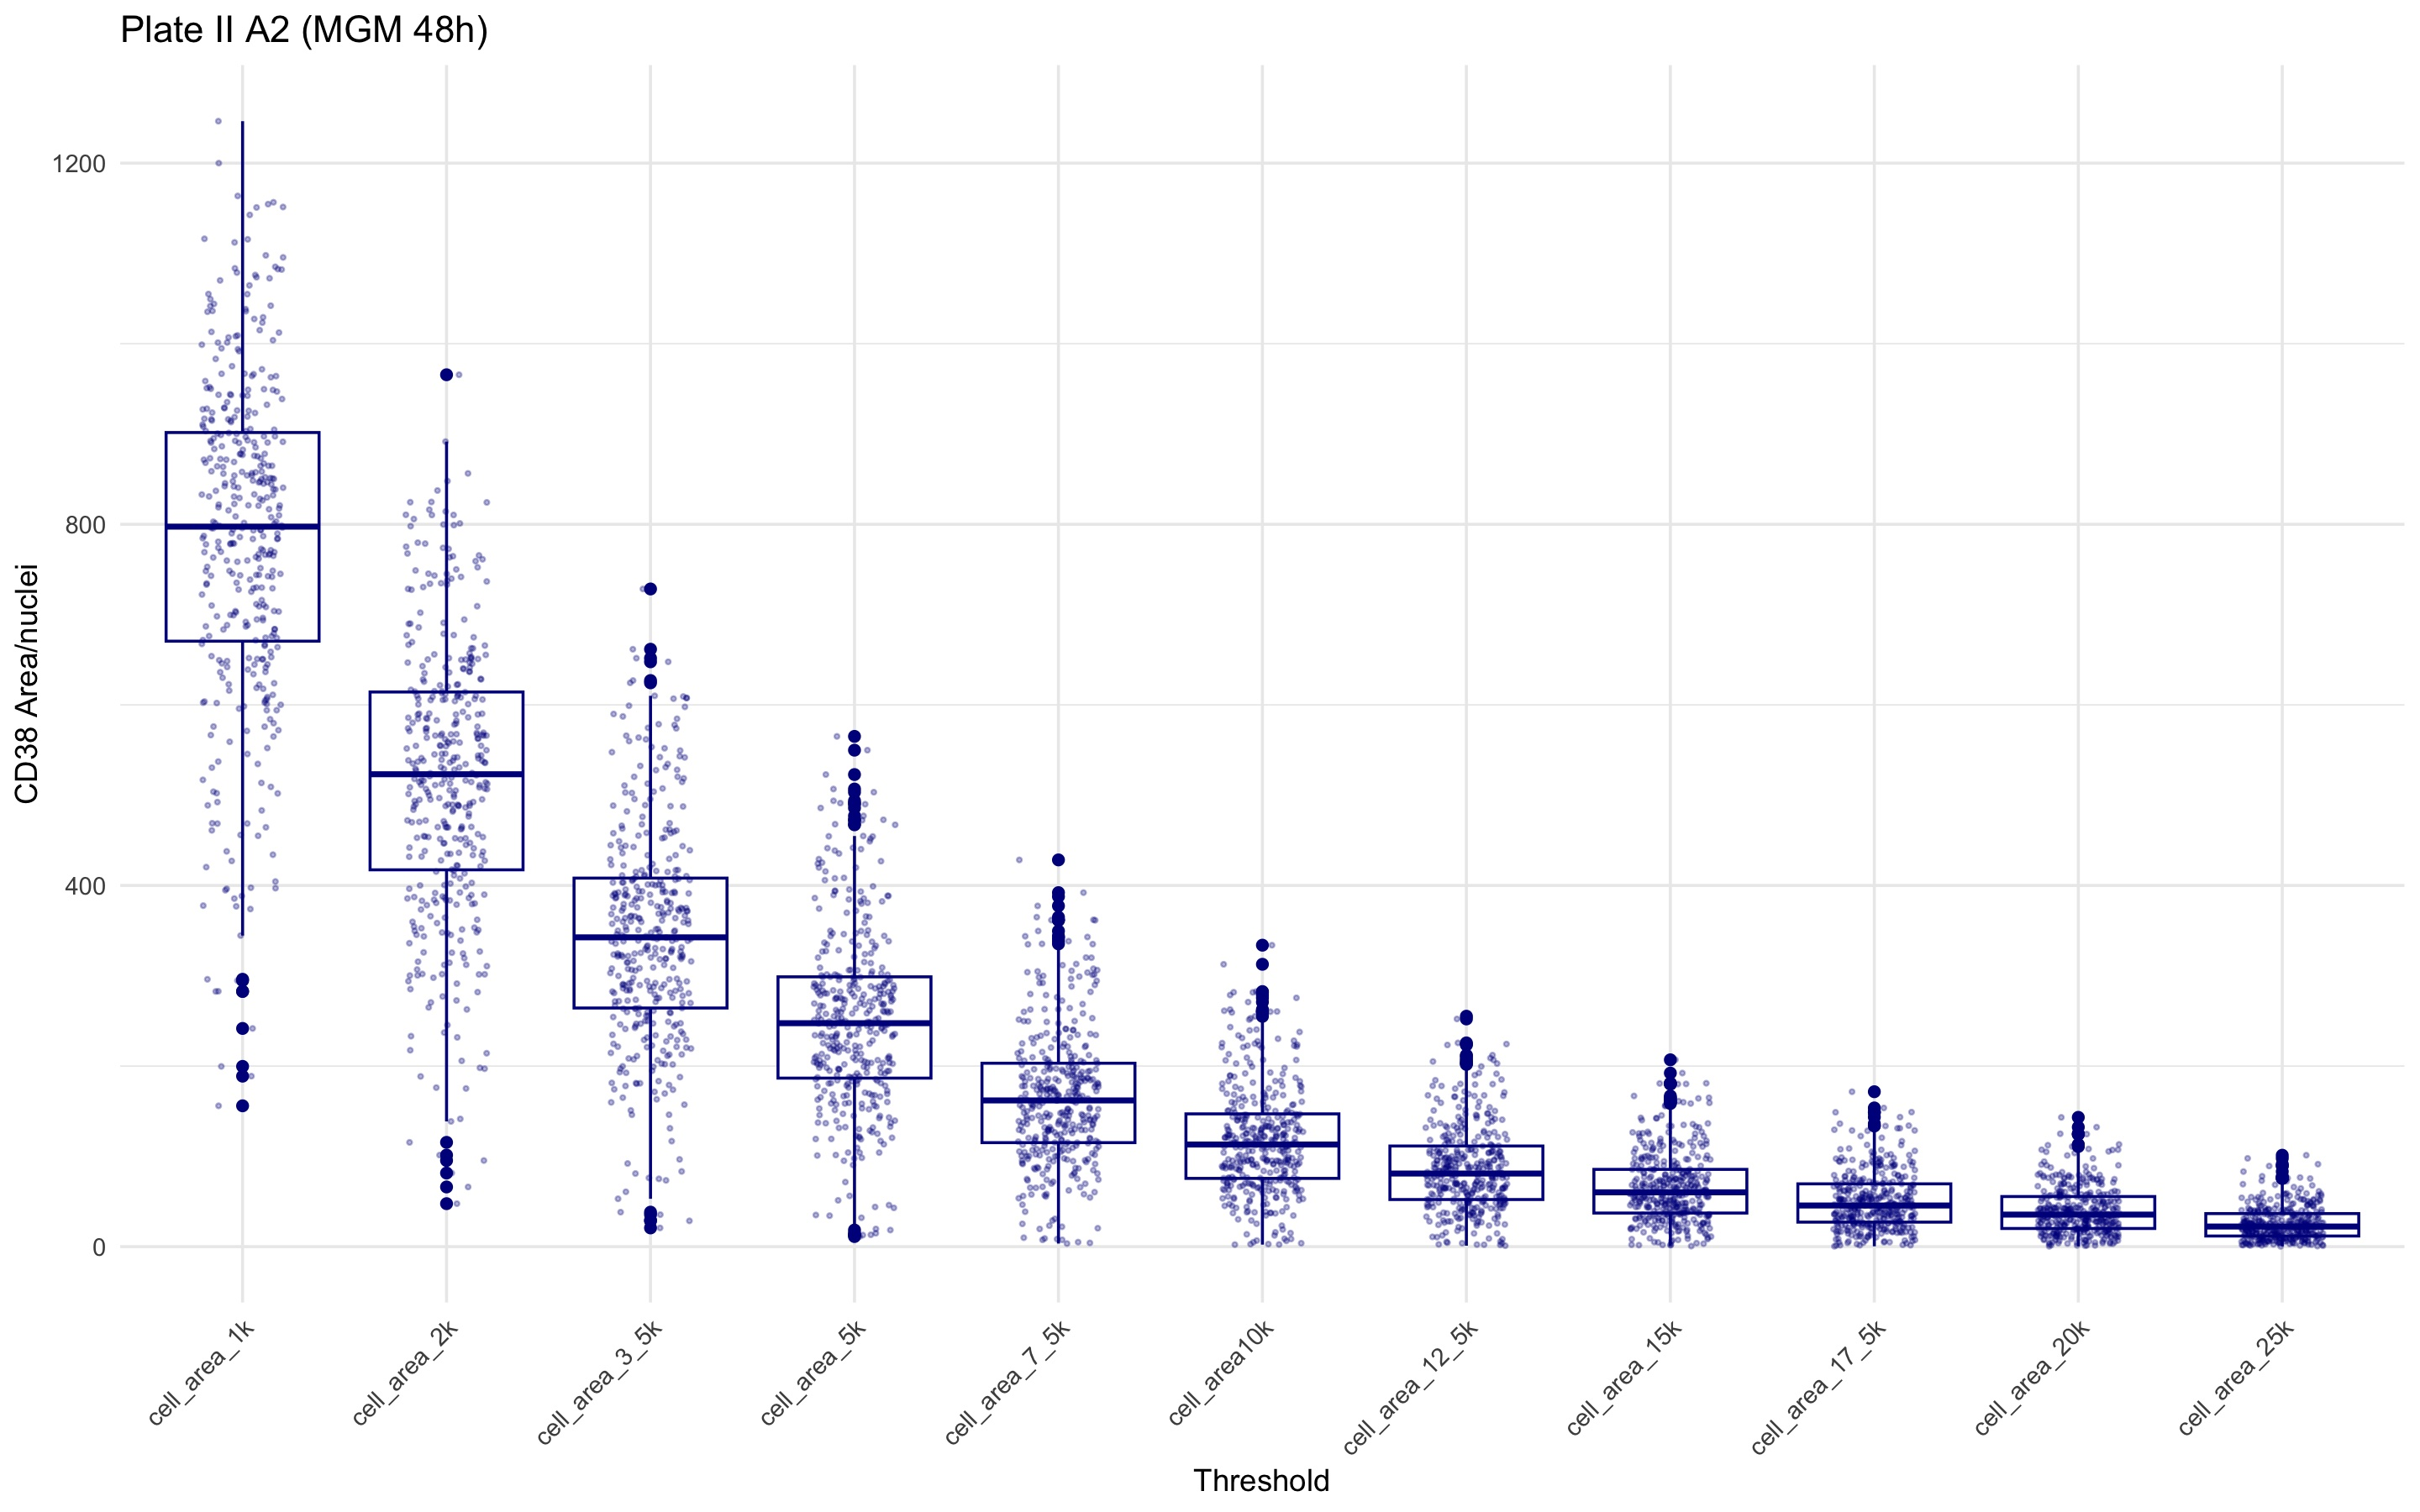 Plate II A2 (MGM 48h)
CD38 Area/nuclei
1200
800
400
0
cell_area_1k
cell_area_2k
cell_area_3_5k
cell_area_5k
cell_area_7_5k
cell_area10k
cell_area_12_5k
cell_area_15k
cell_area_17_5k
cell_area_20k
cell_area_25k
Threshold